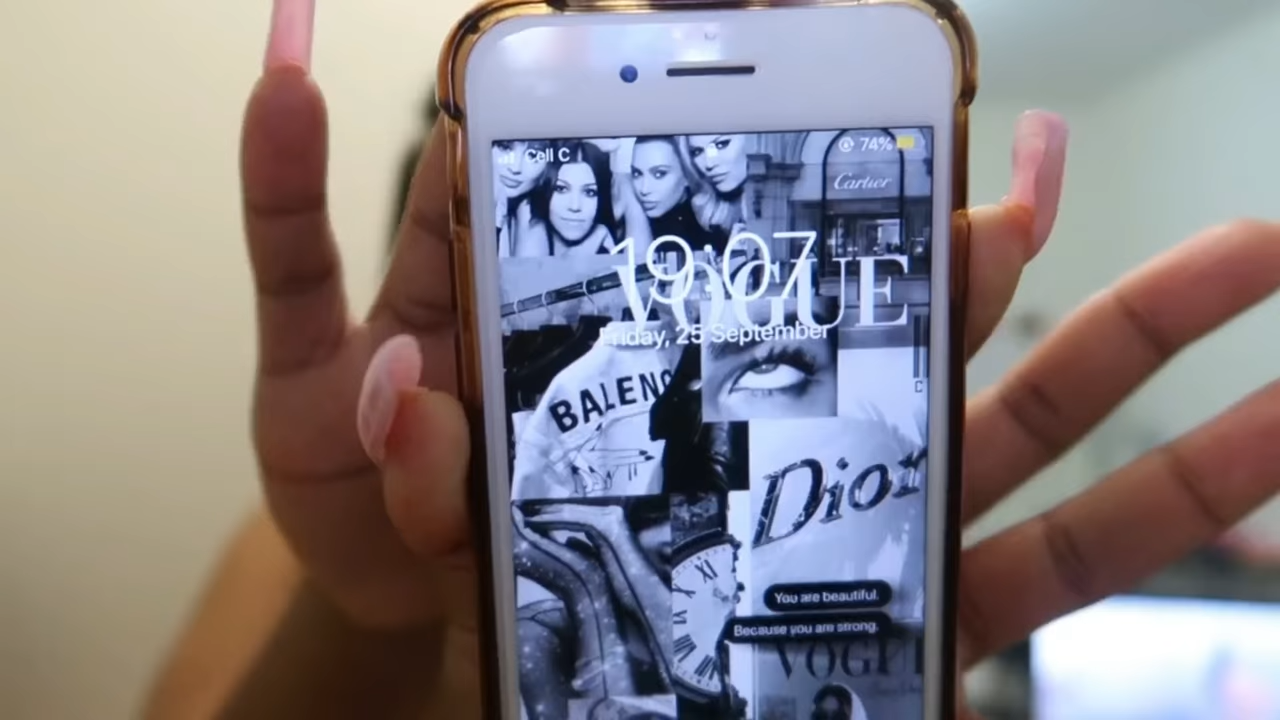 Cell C
74%
Cartier
19:07
VOGUE
Friday, 25 September
BALENC
C
Dior
XI
You are beautiful.
Because you are strong.
VOGU